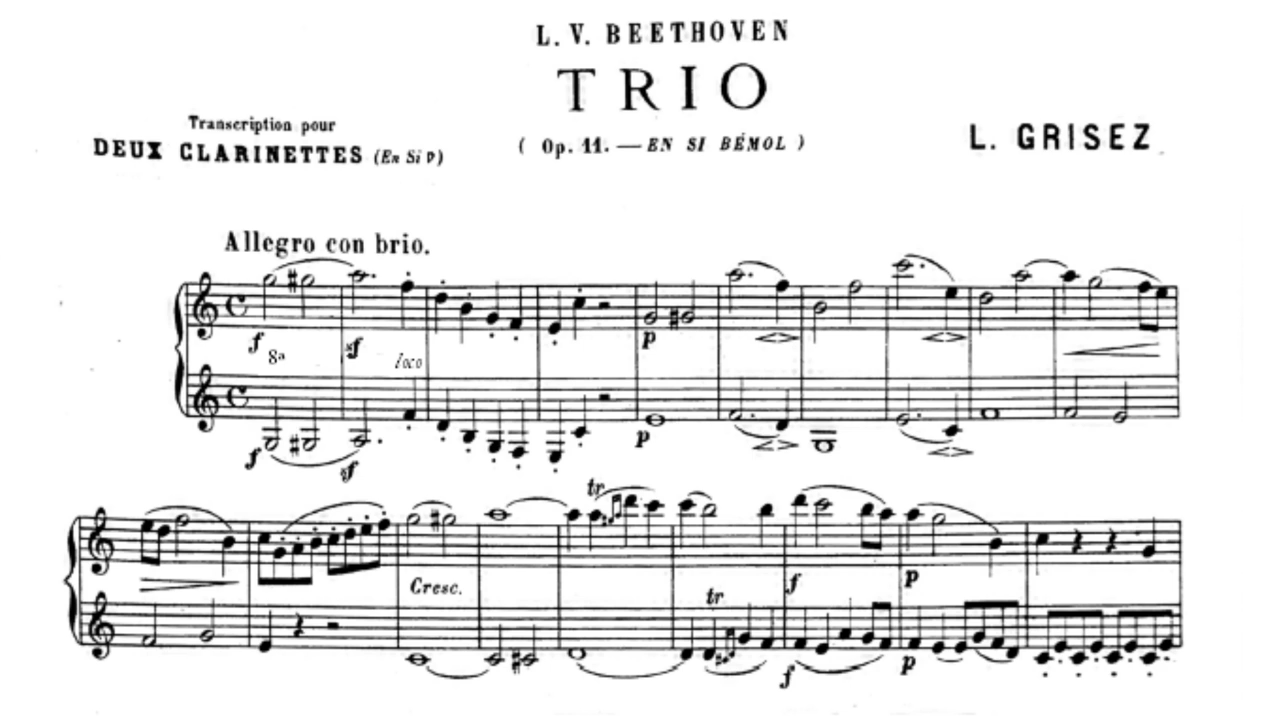 L. V. BEETHOVEN
TRIO
Transcription pour
DEUX CLARINETTES (En Si ♭)
( Op. 11. — EN SI BÉMOL )
L. GRISEZ
Allegro con brio.
f sf
8ª loco
p
f sf p
tr
Cresc. f p
tr
f p